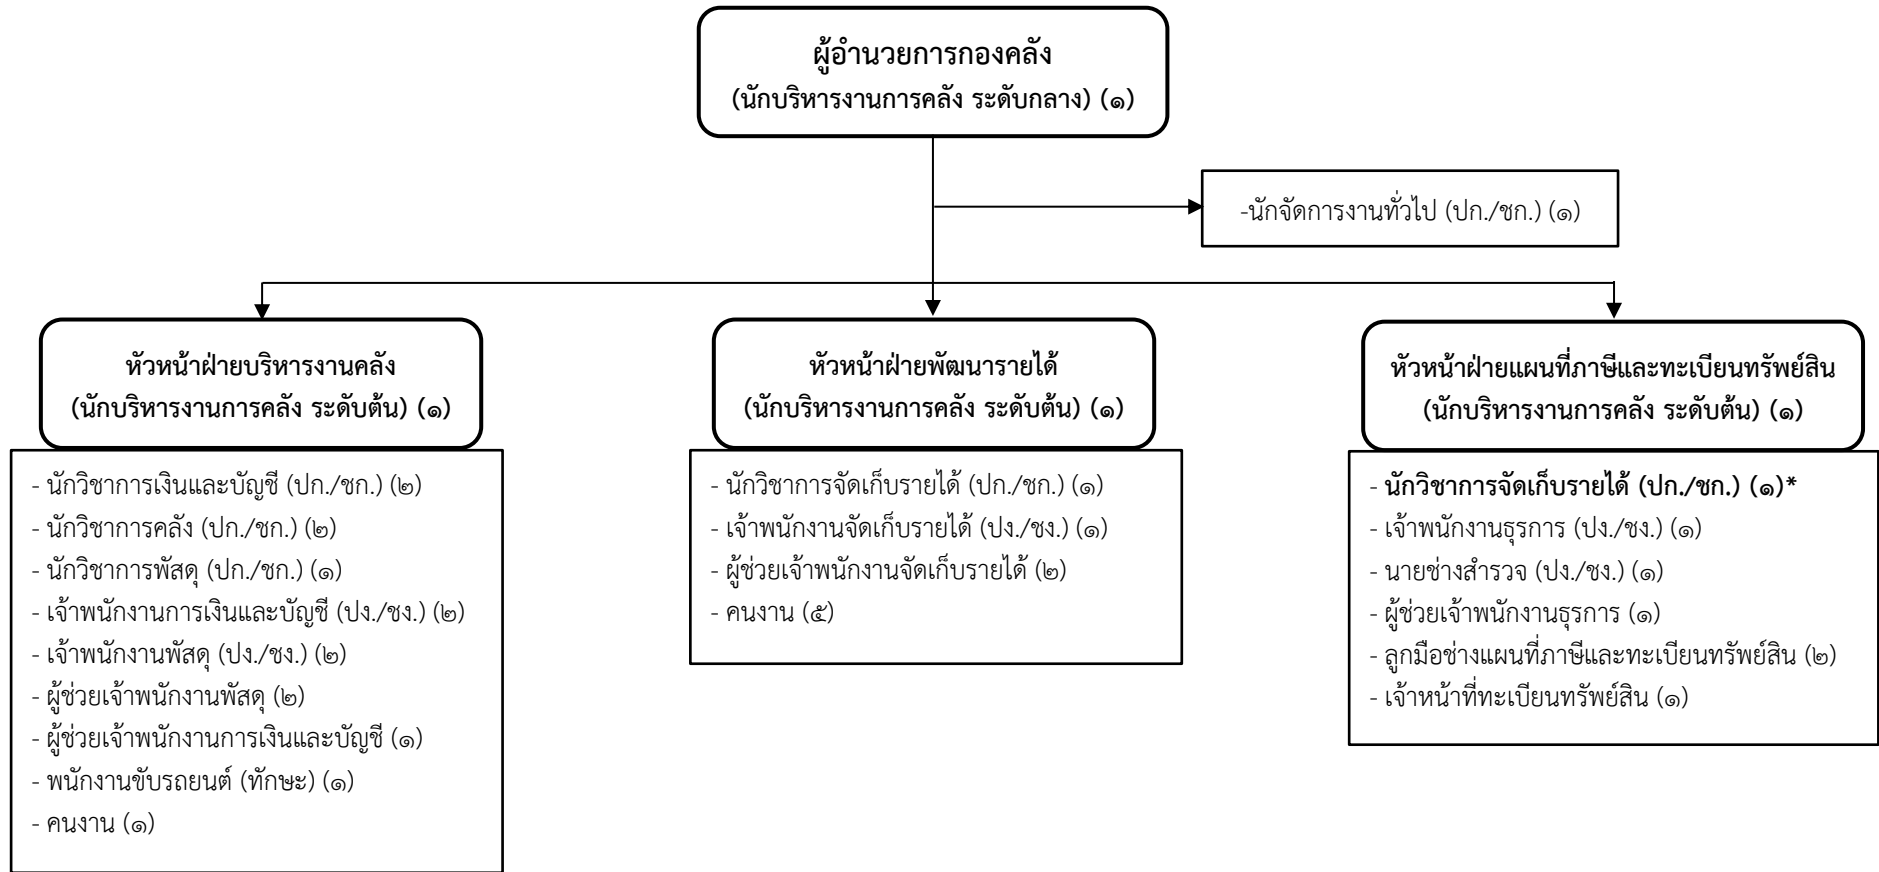 ผู้อำนวยการกองคลัง
(นักบริหารงานการคลัง ระดับกลาง) (๑)
-นักจัดการงานทั่วไป (ปก./ชก.) (๑)
หัวหน้าฝ่ายบริหารงานคลัง
(นักบริหารงานการคลัง ระดับต้น) (๑)
- นักวิชาการเงินและบัญชี (ปก./ชก.) (๒)
- นักวิชาการคลัง (ปก./ชก.) (๒)
- นักวิชาการพัสดุ (ปก./ชก.) (๑)
- เจ้าพนักงานการเงินและบัญชี (ปง./ชง.) (๒)
- เจ้าพนักงานพัสดุ (ปง./ชง.) (๒)
- ผู้ช่วยเจ้าพนักงานพัสดุ (๒)
- ผู้ช่วยเจ้าพนักงานการเงินและบัญชี (๑)
- พนักงานขับรถยนต์ (ทักษะ) (๑)
- คนงาน (๑)
หัวหน้าฝ่ายพัฒนารายได้
(นักบริหารงานการคลัง ระดับต้น) (๑)
- นักวิชาการจัดเก็บรายได้ (ปก./ชก.) (๑)
- เจ้าพนักงานจัดเก็บรายได้ (ปง./ชง.) (๑)
- ผู้ช่วยเจ้าพนักงานจัดเก็บรายได้ (๒)
- คนงาน (๕)
หัวหน้าฝ่ายแผนที่ภาษีและทะเบียนทรัพย์สิน
(นักบริหารงานการคลัง ระดับต้น) (๑)
- นักวิชาการจัดเก็บรายได้ (ปก./ชก.) (๑)*
- เจ้าพนักงานธุรการ (ปง./ชง.) (๑)
- นายช่างสำรวจ (ปง./ชง.) (๑)
- ผู้ช่วยเจ้าพนักงานธุรการ (๑)
- ลูกมือช่างแผนที่ภาษีและทะเบียนทรัพย์สิน (๒)
- เจ้าหน้าที่ทะเบียนทรัพย์สิน (๑)